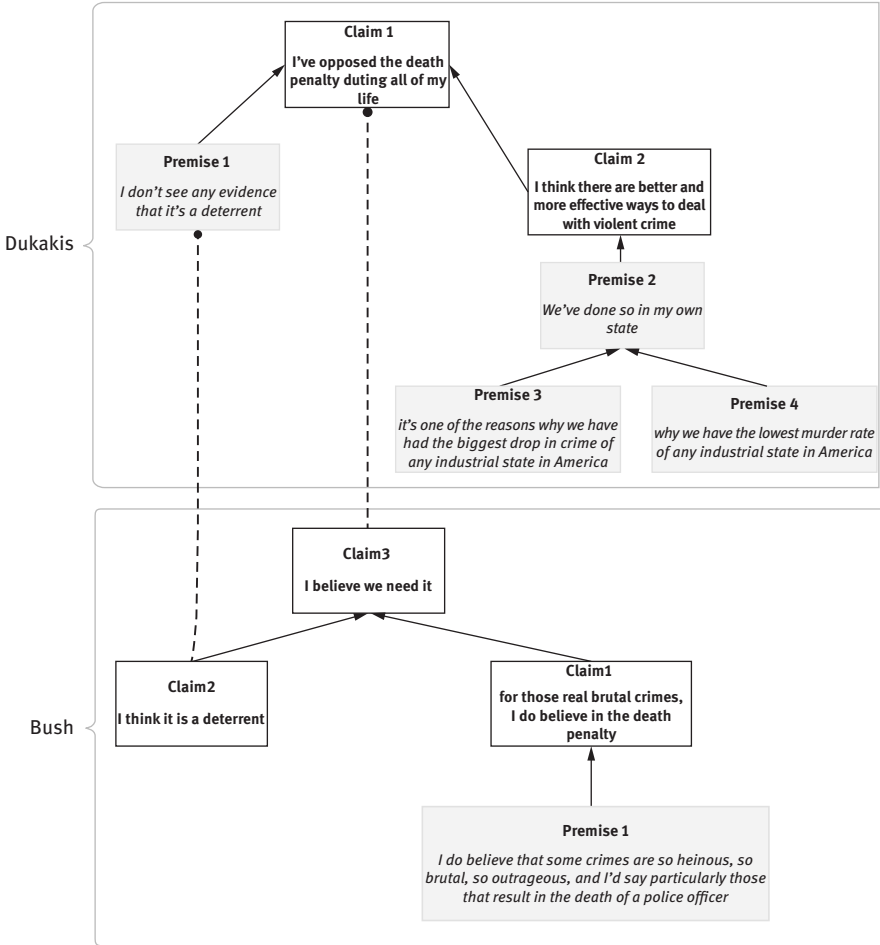 Claim 1
I've opposed the death
penalty duting all of my
life
Premise 1
I don't see any evidence
that it's a deterrent
Claim 2
I think there are better and
more effective ways to deal
with violent crime
Dukakis
Premise 2
We've done so in my own
state
Premise 3
it's one of the reasons why we have
had the biggest drop in crime of
any industrial state in America
Premise 4
why we have the lowest murder rate
of any industrial state in America
Claim3
I believe we need it
Claim2
I think it is a deterrent
Claim1
for those real brutal crimes,
I do believe in the death
penalty
Bush
Premise 1
I do believe that some crimes are so heinous, so
brutal, so outrageous, and I'd say particularly those
that result in the death of a police officer